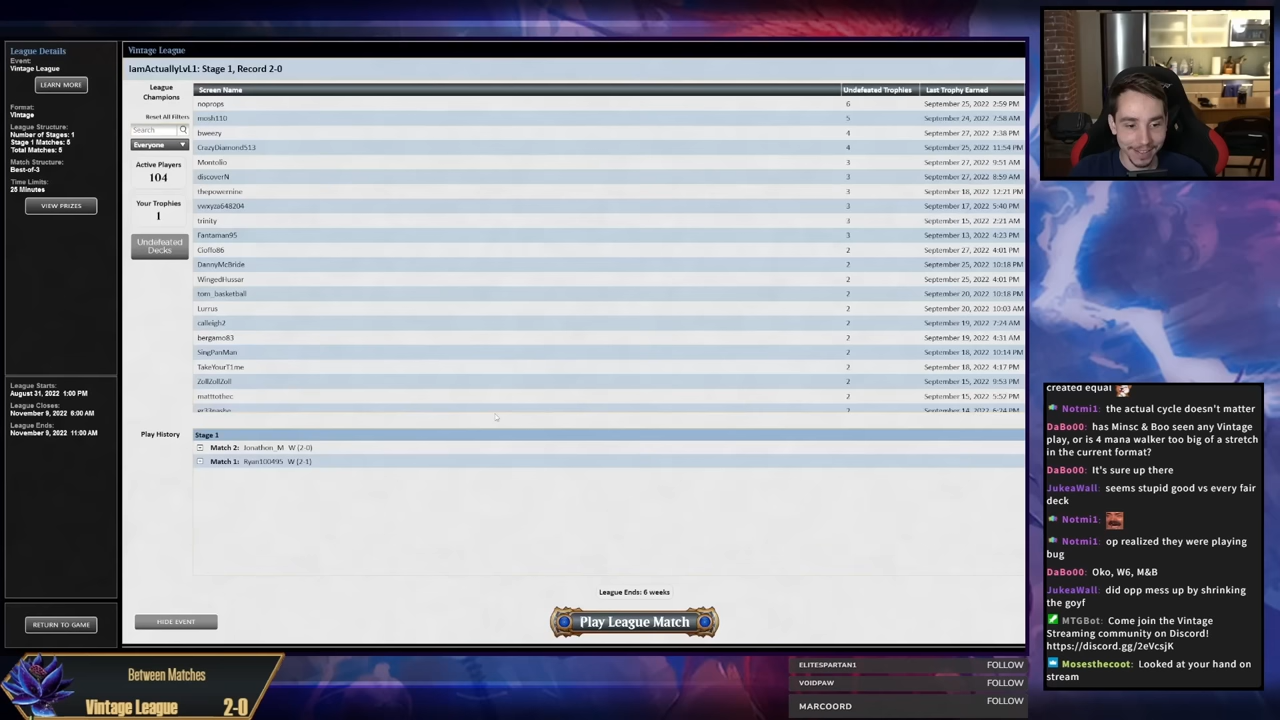 League Details
Event:
Vintage League
LEARN MORE
Format:
Vintage
League Structure:
Number of Stages: 1
Stage 1 Matches: 5
Total Matches: 5
Match Structure:
Best-of-3
Time Limits:
25 Minutes
VIEW PRIZES
League Starts:
August 31, 2022 1:00 PM
League Closes:
November 9, 2022 6:00 AM
League Ends:
November 9, 2022 11:00 AM
RETURN TO GAME
Vintage League
IamActuallyLvL1: Stage 1, Record 2-0
League Champions
Reset All Filters
Search
Everyone
Active Players
104
Your Trophies
1
Undefeated Decks
Screen Name Undefeated Trophies Last Trophy Earned
noprops 6 September 25, 2022 2:59 PM
mosh110 5 September 24, 2022 7:58 AM
bweezy 4 September 27, 2022 2:38 PM
CrazyDiamond513 4 September 25, 2022 11:54 PM
Montolio 3 September 27, 2022 9:51 AM
discoverN 3 September 27, 2022 8:59 AM
thepowernine 3 September 18, 2022 12:21 PM
vwxyza648204 3 September 17, 2022 5:40 PM
trinity 3 September 15, 2022 2:21 AM
Fantaman95 3 September 13, 2022 4:23 PM
Cioffo86 2 September 27, 2022 4:01 PM
DannyMcBride 2 September 25, 2022 10:18 PM
WingedHussar 2 September 25, 2022 4:01 PM
tom_basketball 2 September 20, 2022 10:18 PM
Lurrus 2 September 20, 2022 10:03 AM
calleigh2 2 September 19, 2022 7:24 AM
bergamo83 2 September 19, 2022 4:31 AM
SingPanMan 2 September 18, 2022 10:14 PM
TakeYourT1me 2 September 18, 2022 4:17 PM
ZollZollZoll 2 September 15, 2022 9:53 PM
matttothec 2 September 15, 2022 5:57 PM
2 September 14, 2022 6:24 PM
Play History
Stage 1
Match 2: Jonathon_M W (2-0)
Match 1: Ryan100495 W (2-1)
League Ends: 6 weeks
HIDE EVENT
Play League Match
created equal
Notmi1: the actual cycle doesn't matter
DaBo00: has Minsc & Boo seen any Vintage
play, or is 4 mana walker too big of a stretch
in the current format?
DaBo00: It's sure up there
JukeaWall: seems stupid good vs every fair
deck
Notmi1:
Notmi1: op realized they were playing
bug
DaBo00: Oko, W6, M&B
JukeaWall: did opp mess up by shrinking
the goyf
MTGBot: Come join the Vintage
Streaming community on Discord!
https://discord.gg/2eVcsjK
Mosesthecoot: Looked at your hand on
stream
Between Matches
Vintage League 2-0
ELITESPARTAN1 FOLLOW
VOIDPAW FOLLOW
MARCOORD FOLLOW